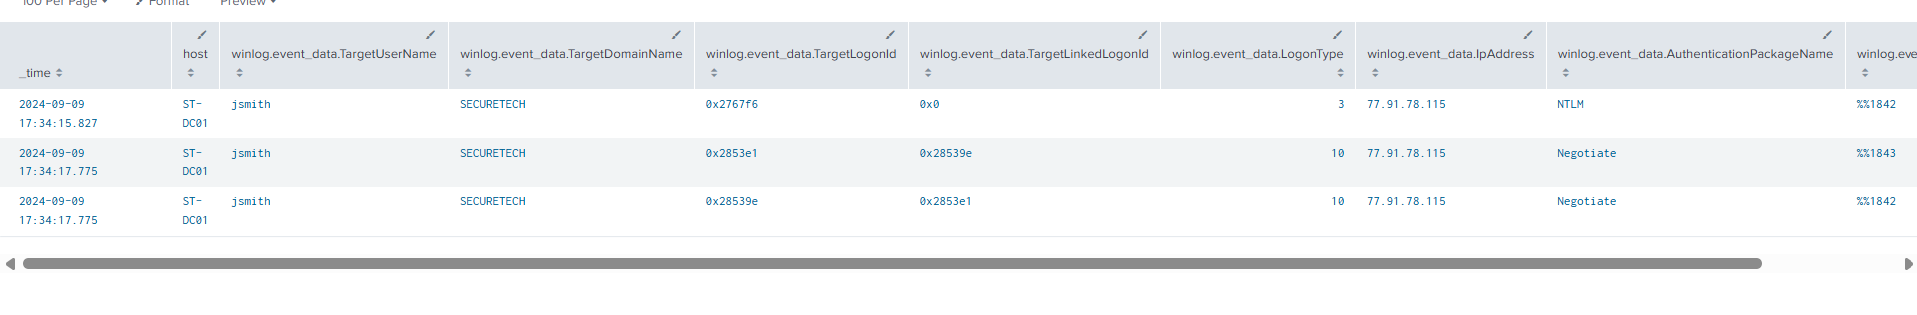 100 Per Page Format Preview
_time host winlog.event_data.TargetUserName winlog.event_data.TargetDomainName winlog.event_data.TargetLogonId winlog.event_data.TargetLinkedLogonId winlog.event_data.LogonType winlog.event_data.IpAddress winlog.event_data.AuthenticationPackageName winlog.eve
2024-09-09 ST- jsmith SECURETECH 0x2767f6 0x0 3 77.91.78.115 NTLM %%1842
17:34:15.827 DC01
2024-09-09 ST- jsmith SECURETECH 0x2853e1 0x28539e 10 77.91.78.115 Negotiate %%1843
17:34:17.775 DC01
2024-09-09 ST- jsmith SECURETECH 0x28539e 0x2853e1 10 77.91.78.115 Negotiate %%1842
17:34:17.775 DC01